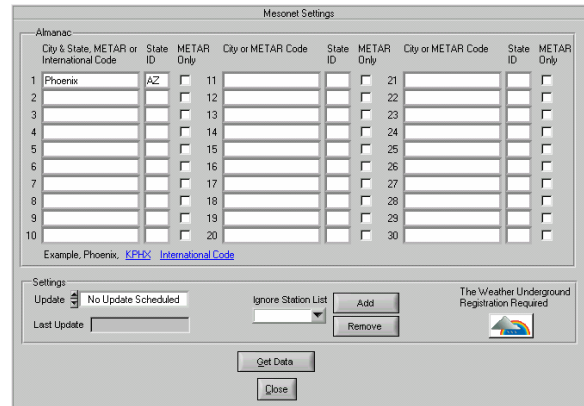 Mesonet Settings
Almanac
City & State, METAR or International Code State ID METAR Only City or METAR Code State ID METAR Only City or METAR Code State ID METAR Only
1 Phoenix AZ 11 21
2 12 22
3 13 23
4 14 24
5 15 25
6 16 26
7 17 27
8 18 28
9 19 29
10 20 30
Example, Phoenix, KPHX International Code
Settings
Update No Update Scheduled
Last Update
Ignore Station List
Add
Remove
The Weather Underground
Registration Required
Get Data
Close